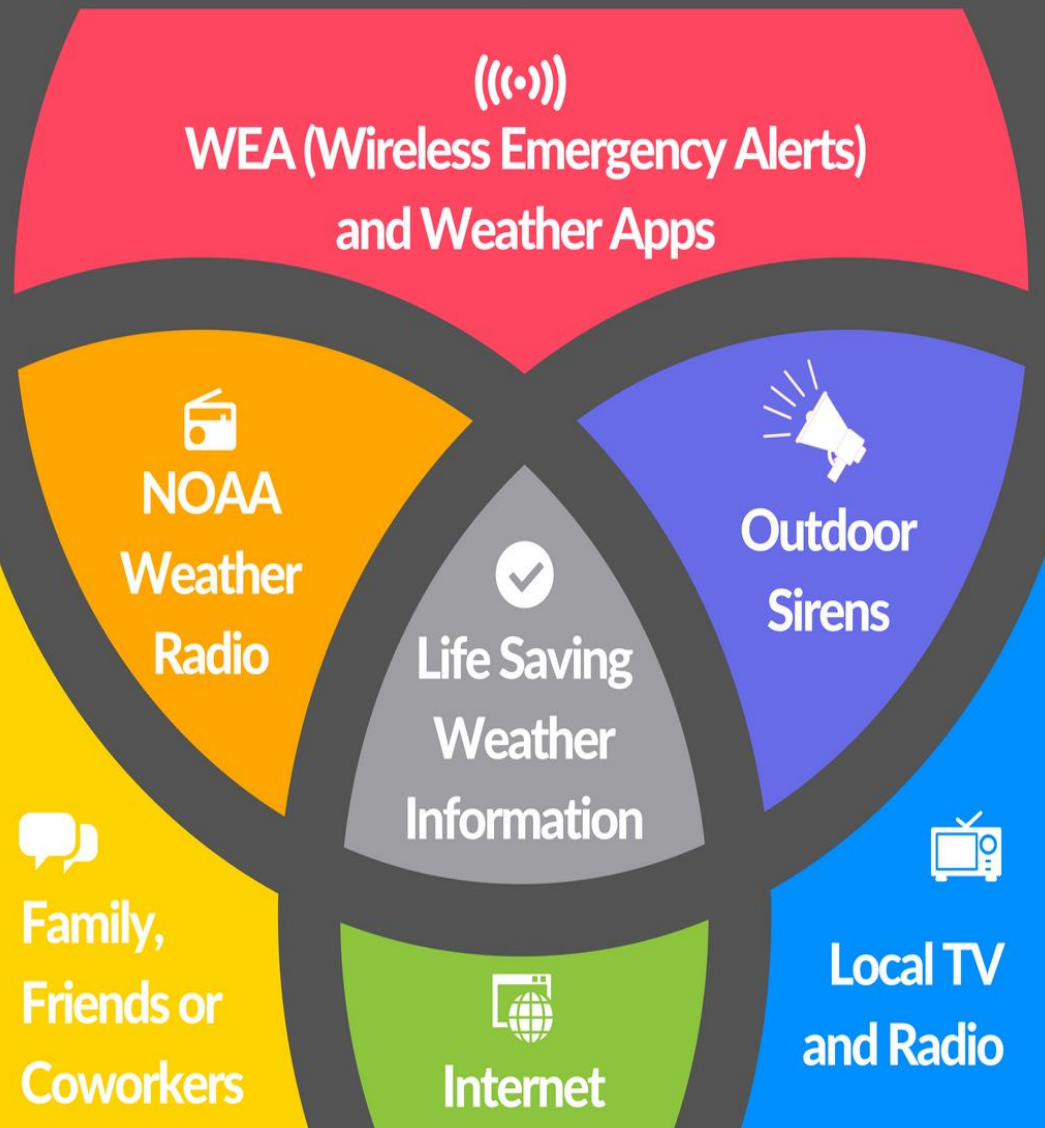 WEA (Wireless Emergency Alerts)
and Weather Apps
NOAA
Weather
Radio
Outdoor
Sirens
Life Saving
Weather
Information
Family,
Friends or
Coworkers
Internet
Local TV
and Radio